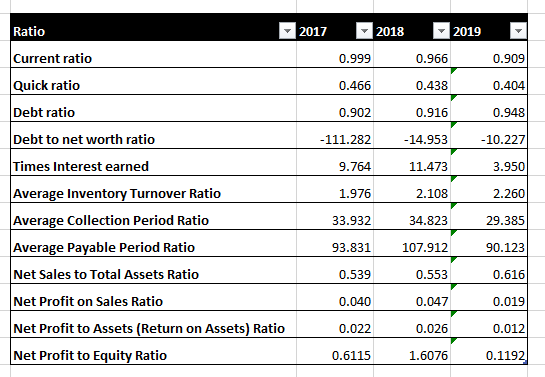 Ratio 2017 2018 2019
Current ratio 0.999 0.966 0.909
Quick ratio 0.466 0.438 0.404
Debt ratio 0.902 0.916 0.948
Debt to net worth ratio -111.282 -14.953 -10.227
Times Interest earned 9.764 11.473 3.950
Average Inventory Turnover Ratio 1.976 2.108 2.260
Average Collection Period Ratio 33.932 34.823 29.385
Average Payable Period Ratio 93.831 107.912 90.123
Net Sales to Total Assets Ratio 0.539 0.553 0.616
Net Profit on Sales Ratio 0.040 0.047 0.019
Net Profit to Assets (Return on Assets) Ratio 0.022 0.026 0.012
Net Profit to Equity Ratio 0.6115 1.6076 0.1192